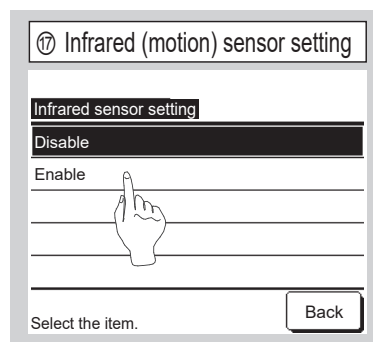 ⑰ Infrared (motion) sensor setting
Infrared sensor setting
Disable
Enable
Select the item.
Back